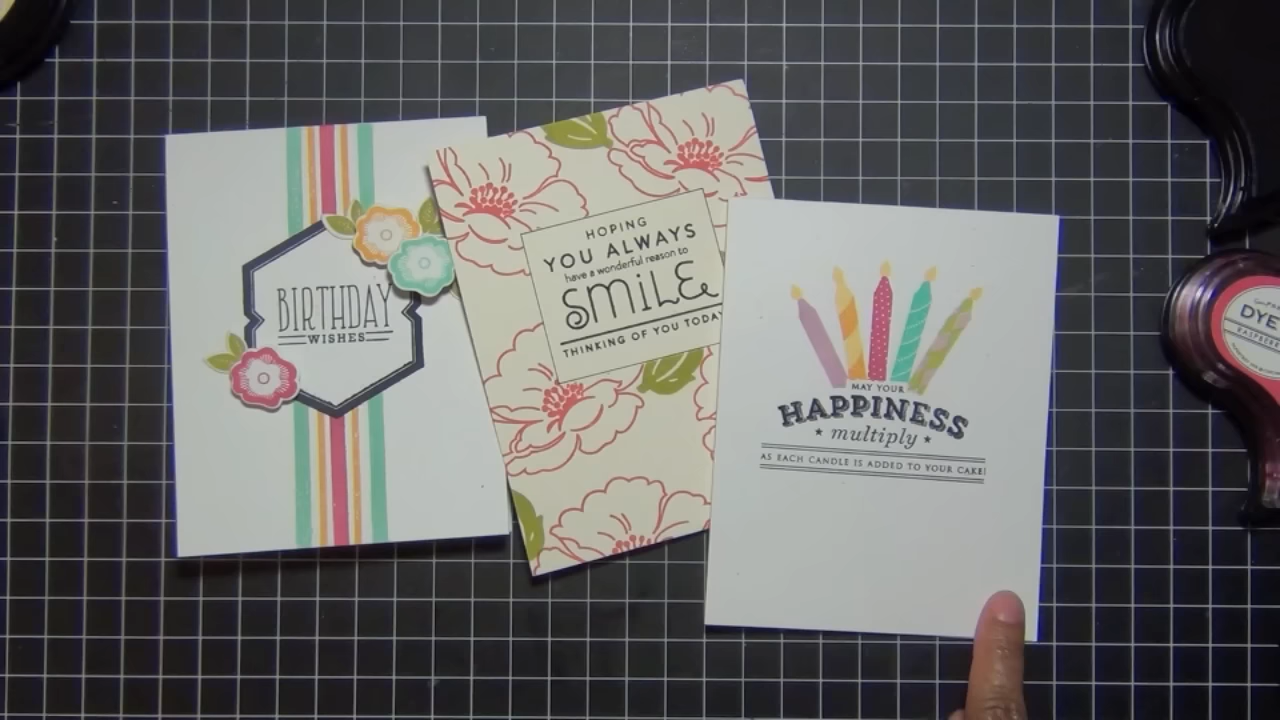 BIRTHDAY
WISHES
HOPING
YOU ALWAYS
have a wonderful reason to
SMiLE
THINKING OF YOU TODAY
MAY YOUR
HAPPINESS
★ multiply ★
AS EACH CANDLE IS ADDED TO YOUR CAKE!
DYE
RASPBERRY